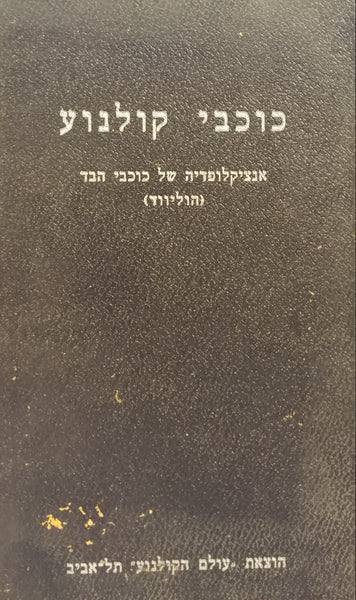 כוכבי קולנוע
אנציקלופדיה של כוכבי הבד
(הוליווד)
הוצאת „עולם הקולנוע" תל־אביב